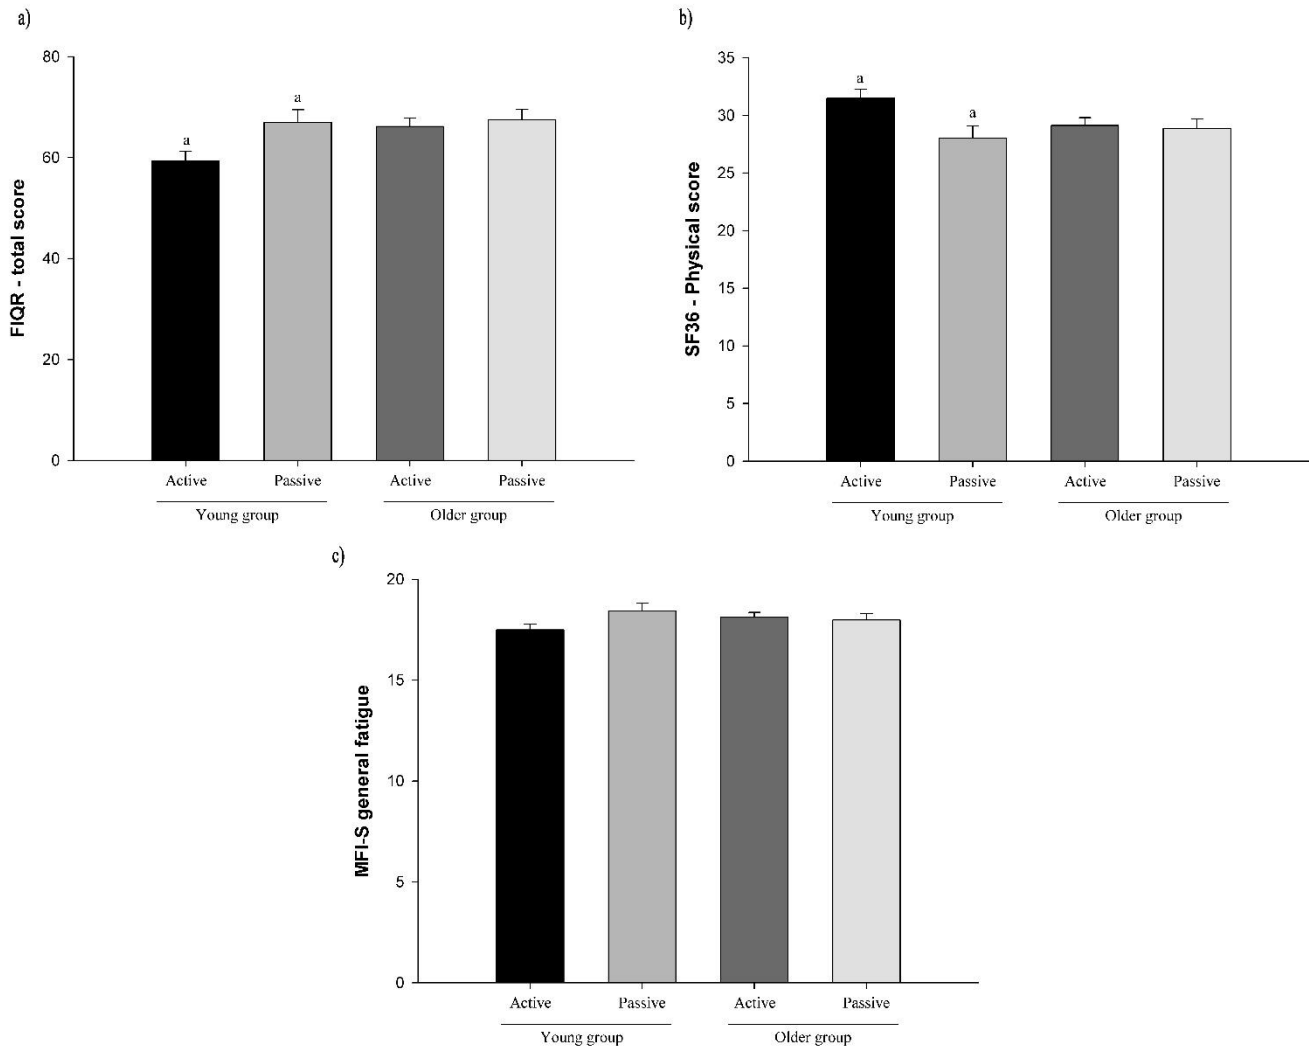 a)
FIQR - total score
80
60
40
20
0
a
a
Active Passive Active Passive
Young group Older group
b)
SF36 - Physical score
35
30
25
20
15
10
5
0
a
a
Active Passive Active Passive
Young group Older group
c)
MFI-S general fatigue
20
15
10
5
0
Active Passive Active Passive
Young group Older group